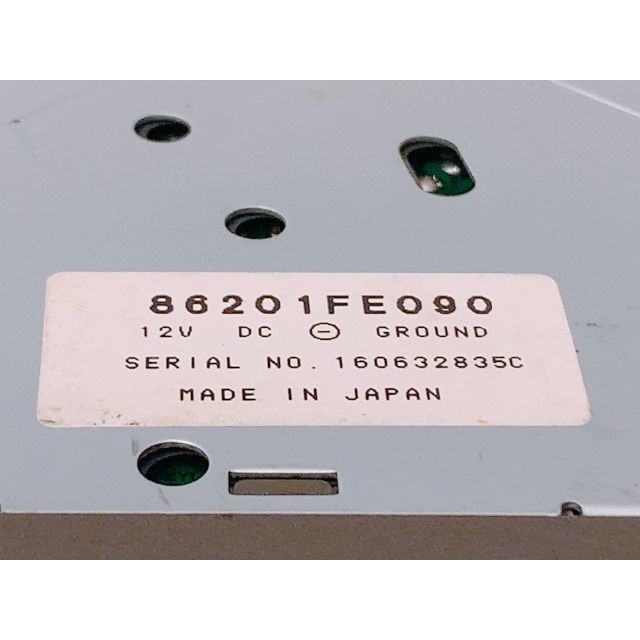 86201FE090
12V DC ⊖ GROUND
SERIAL NO. 160632835C
MADE IN JAPAN